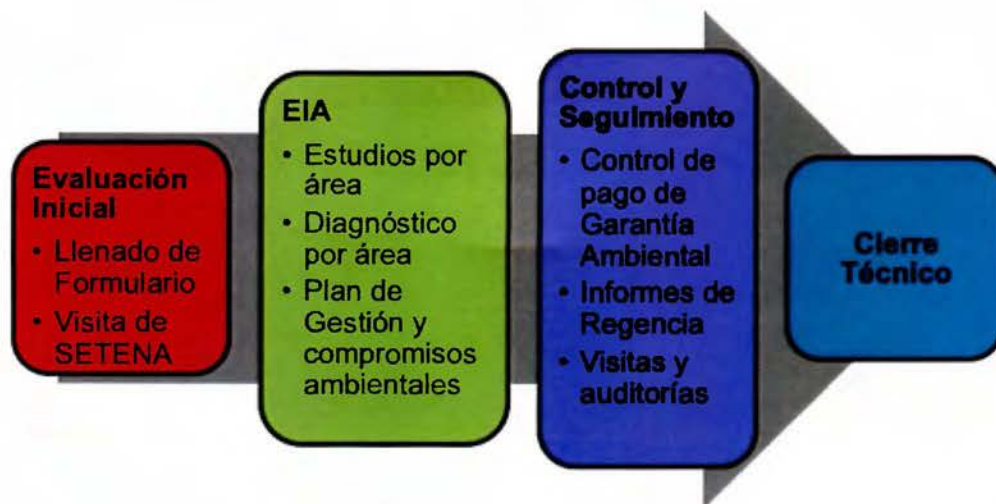 Evaluación
Inicial
• Llenado de
Formulario
• Visita de
SETENA
EIA
• Estudios por
área
• Diagnóstico
por área
• Plan de
Gestión y
compromisos
ambientales
Control y
Seguimiento
• Control de
pago de
Garantía
Ambiental
• Informes de
Regencia
• Visitas y
auditorías
Cierre
Técnico